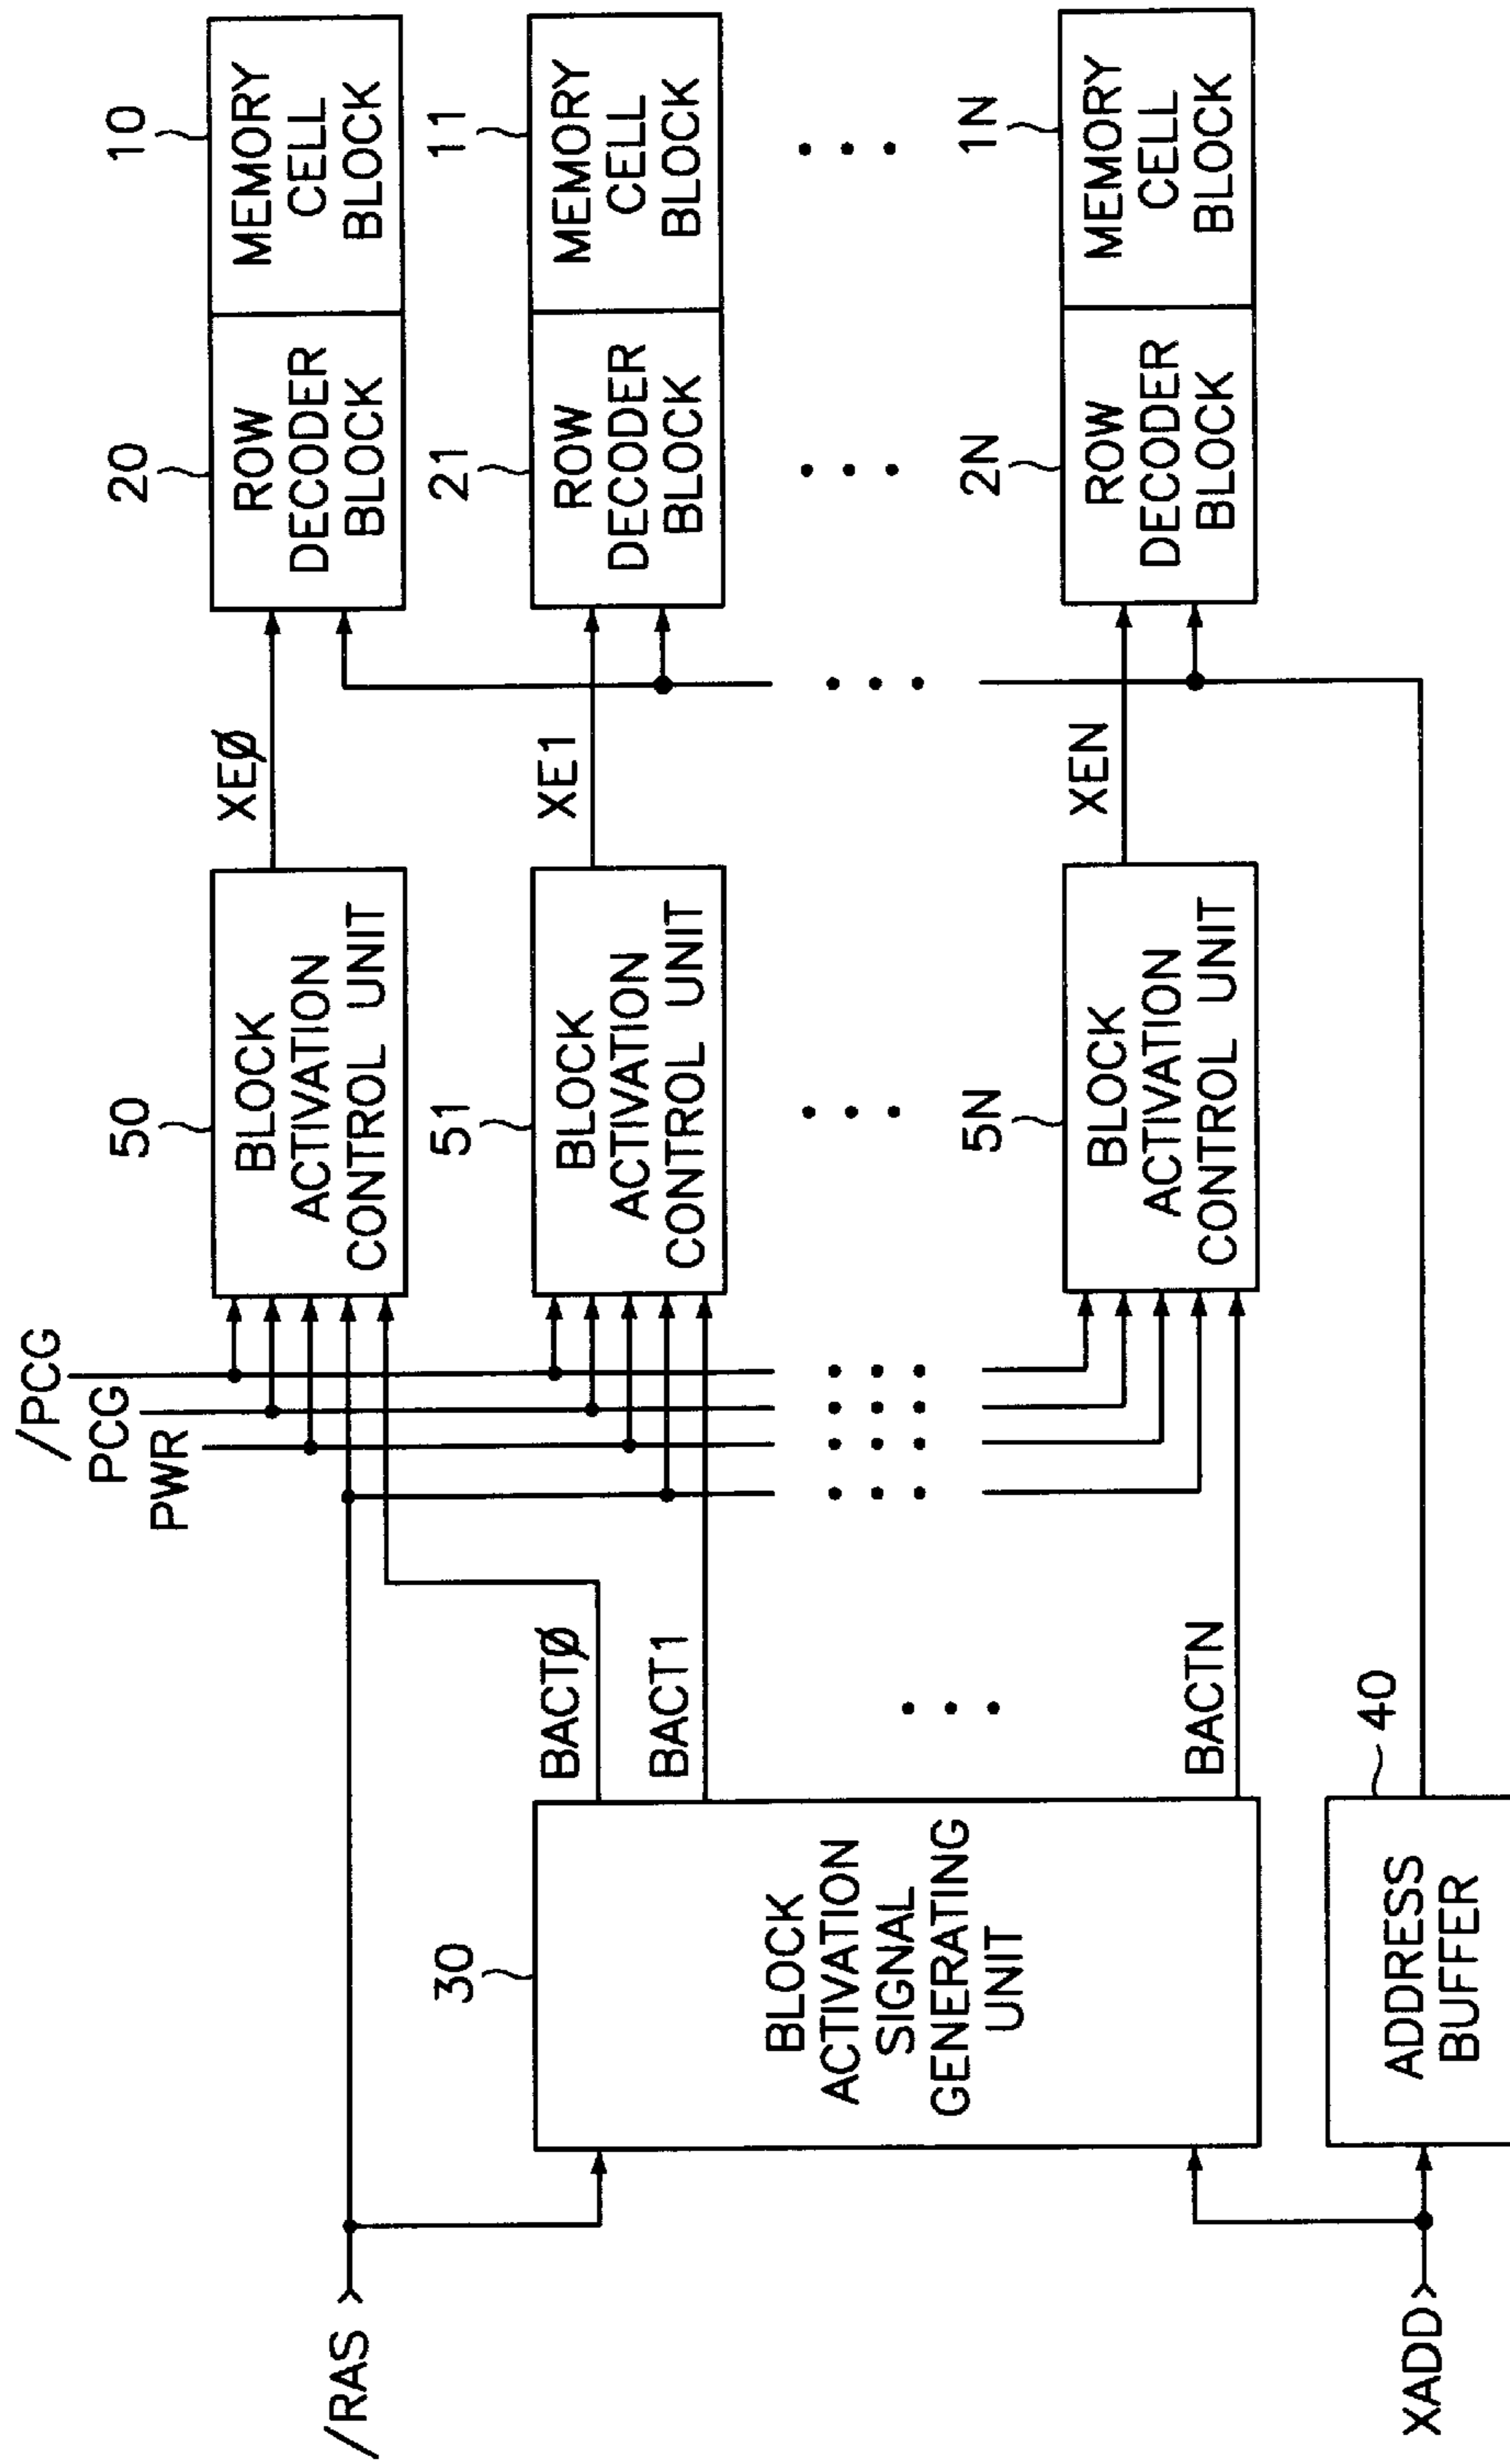 /PCG
PCG
PWR
50
BLOCK
ACTIVATION
CONTROL UNIT
XEØ
20
ROW
DECODER
BLOCK
10
MEMORY
CELL
BLOCK
51
BLOCK
ACTIVATION
CONTROL UNIT
XE1
21
ROW
DECODER
BLOCK
11
MEMORY
CELL
BLOCK
5N
BLOCK
ACTIVATION
CONTROL UNIT
XEN
2N
ROW
DECODER
BLOCK
1N
MEMORY
CELL
BLOCK
/RAS
30
BLOCK
ACTIVATION
SIGNAL
GENERATING
UNIT
BACTØ
BACT1
BACTN
XADD
40
ADDRESS
BUFFER